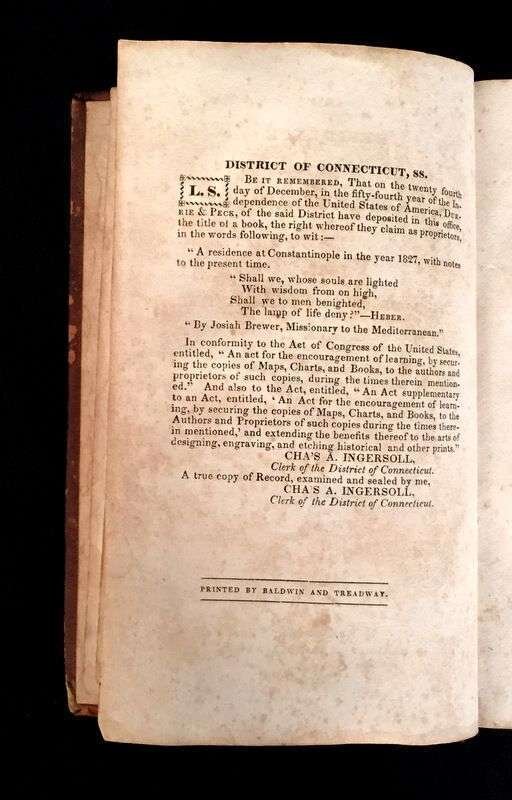 DISTRICT OF CONNECTICUT, SS.
L. S. BE IT REMEMBERED, That on the twenty fourth
day of December, in the fifty-fourth year of the In-
dependence of the United States of America, DUR-
RIE & PECK, of the said District have deposited in this office,
the title of a book, the right whereof they claim as proprietors,
in the words following, to wit:—
“ A residence at Constantinople in the year 1827, with notes
to the present time.
“ Shall we, whose souls are lighted
With wisdom from on high,
Shall we to men benighted,
The lamp of life deny?”—HEBER.
“ By Josiah Brewer, Missionary to the Mediterranean.”
In conformity to the Act of Congress of the United States,
entitled, “ An act for the encouragement of learning, by secur-
ing the copies of Maps, Charts, and Books, to the authors and
proprietors of such copies, during the times therein mention-
ed.” And also to the Act, entitled, “ An Act supplementary
to an Act, entitled, ‘ An Act for the encouragement of learn-
ing, by securing the copies of Maps, Charts, and Books, to the
Authors and Proprietors of such copies during the times there-
in mentioned,’ and extending the benefits thereof to the arts of
designing, engraving, and etching historical and other prints.”
CHA'S A. INGERSOLL,
Clerk of the District of Connecticut.
A true copy of Record, examined and sealed by me,
CHA'S A. INGERSOLL,
Clerk of the District of Connecticut.
PRINTED BY BALDWIN AND TREADWAY.